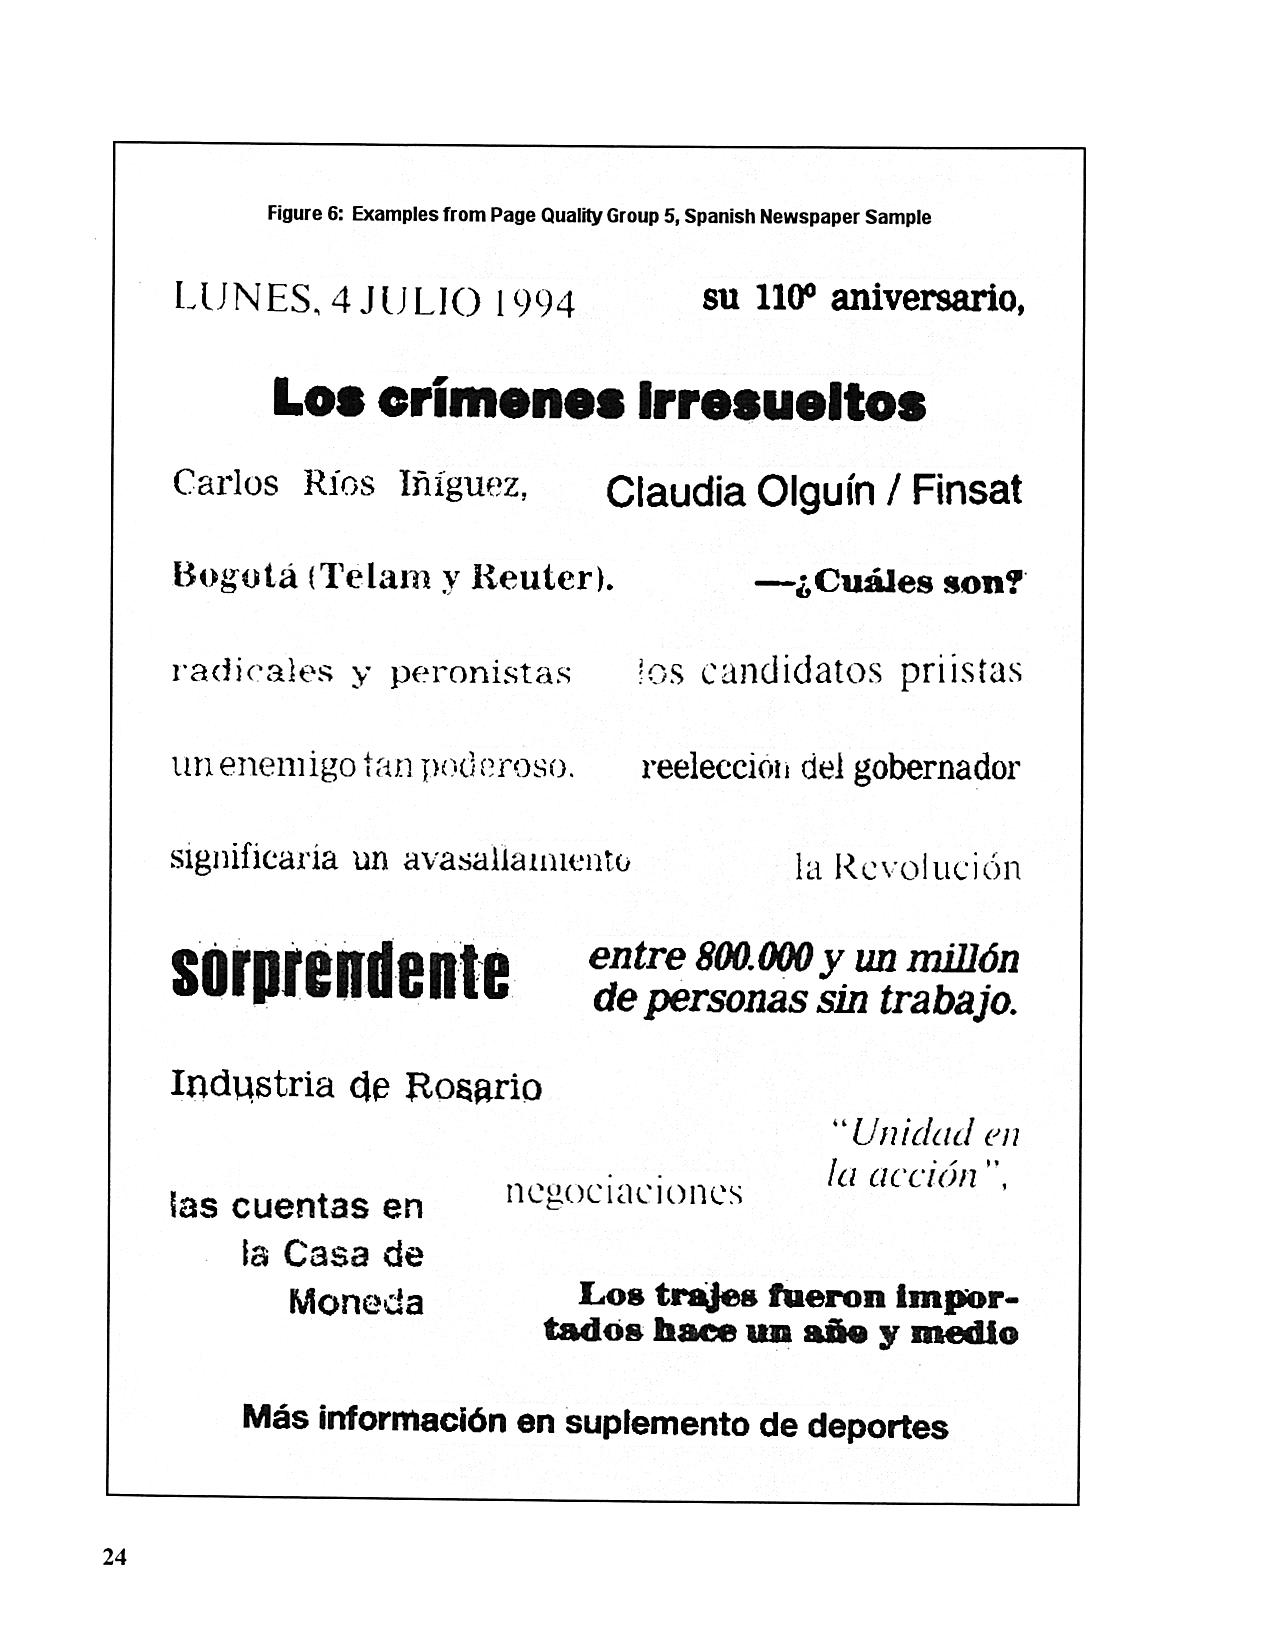 Figure 6: Examples from Page Quality Group 5, Spanish Newspaper Sample
LUNES, 4 JULIO 1994
su 110º aniversario,
Los crímenes irresueltos
Carlos Ríos Iñíguez,
Claudia Olguín / Finsat
Bogotá (Telam y Reuter).
—¿Cuáles son?
radicales y peronistas
los candidatos priístas
un enemigo tan poderoso.
reelección del gobernador
significaría un avasallamiento
la Revolución
sorprendente
entre 800.000 y un millón
de personas sin trabajo.
Industria de Rosario
"Unidad en
la acción",
negociaciones
las cuentas en
la Casa de
Moneda
Los trajes fueron impor-
tados hace un año y medio
Más información en suplemento de deportes
24